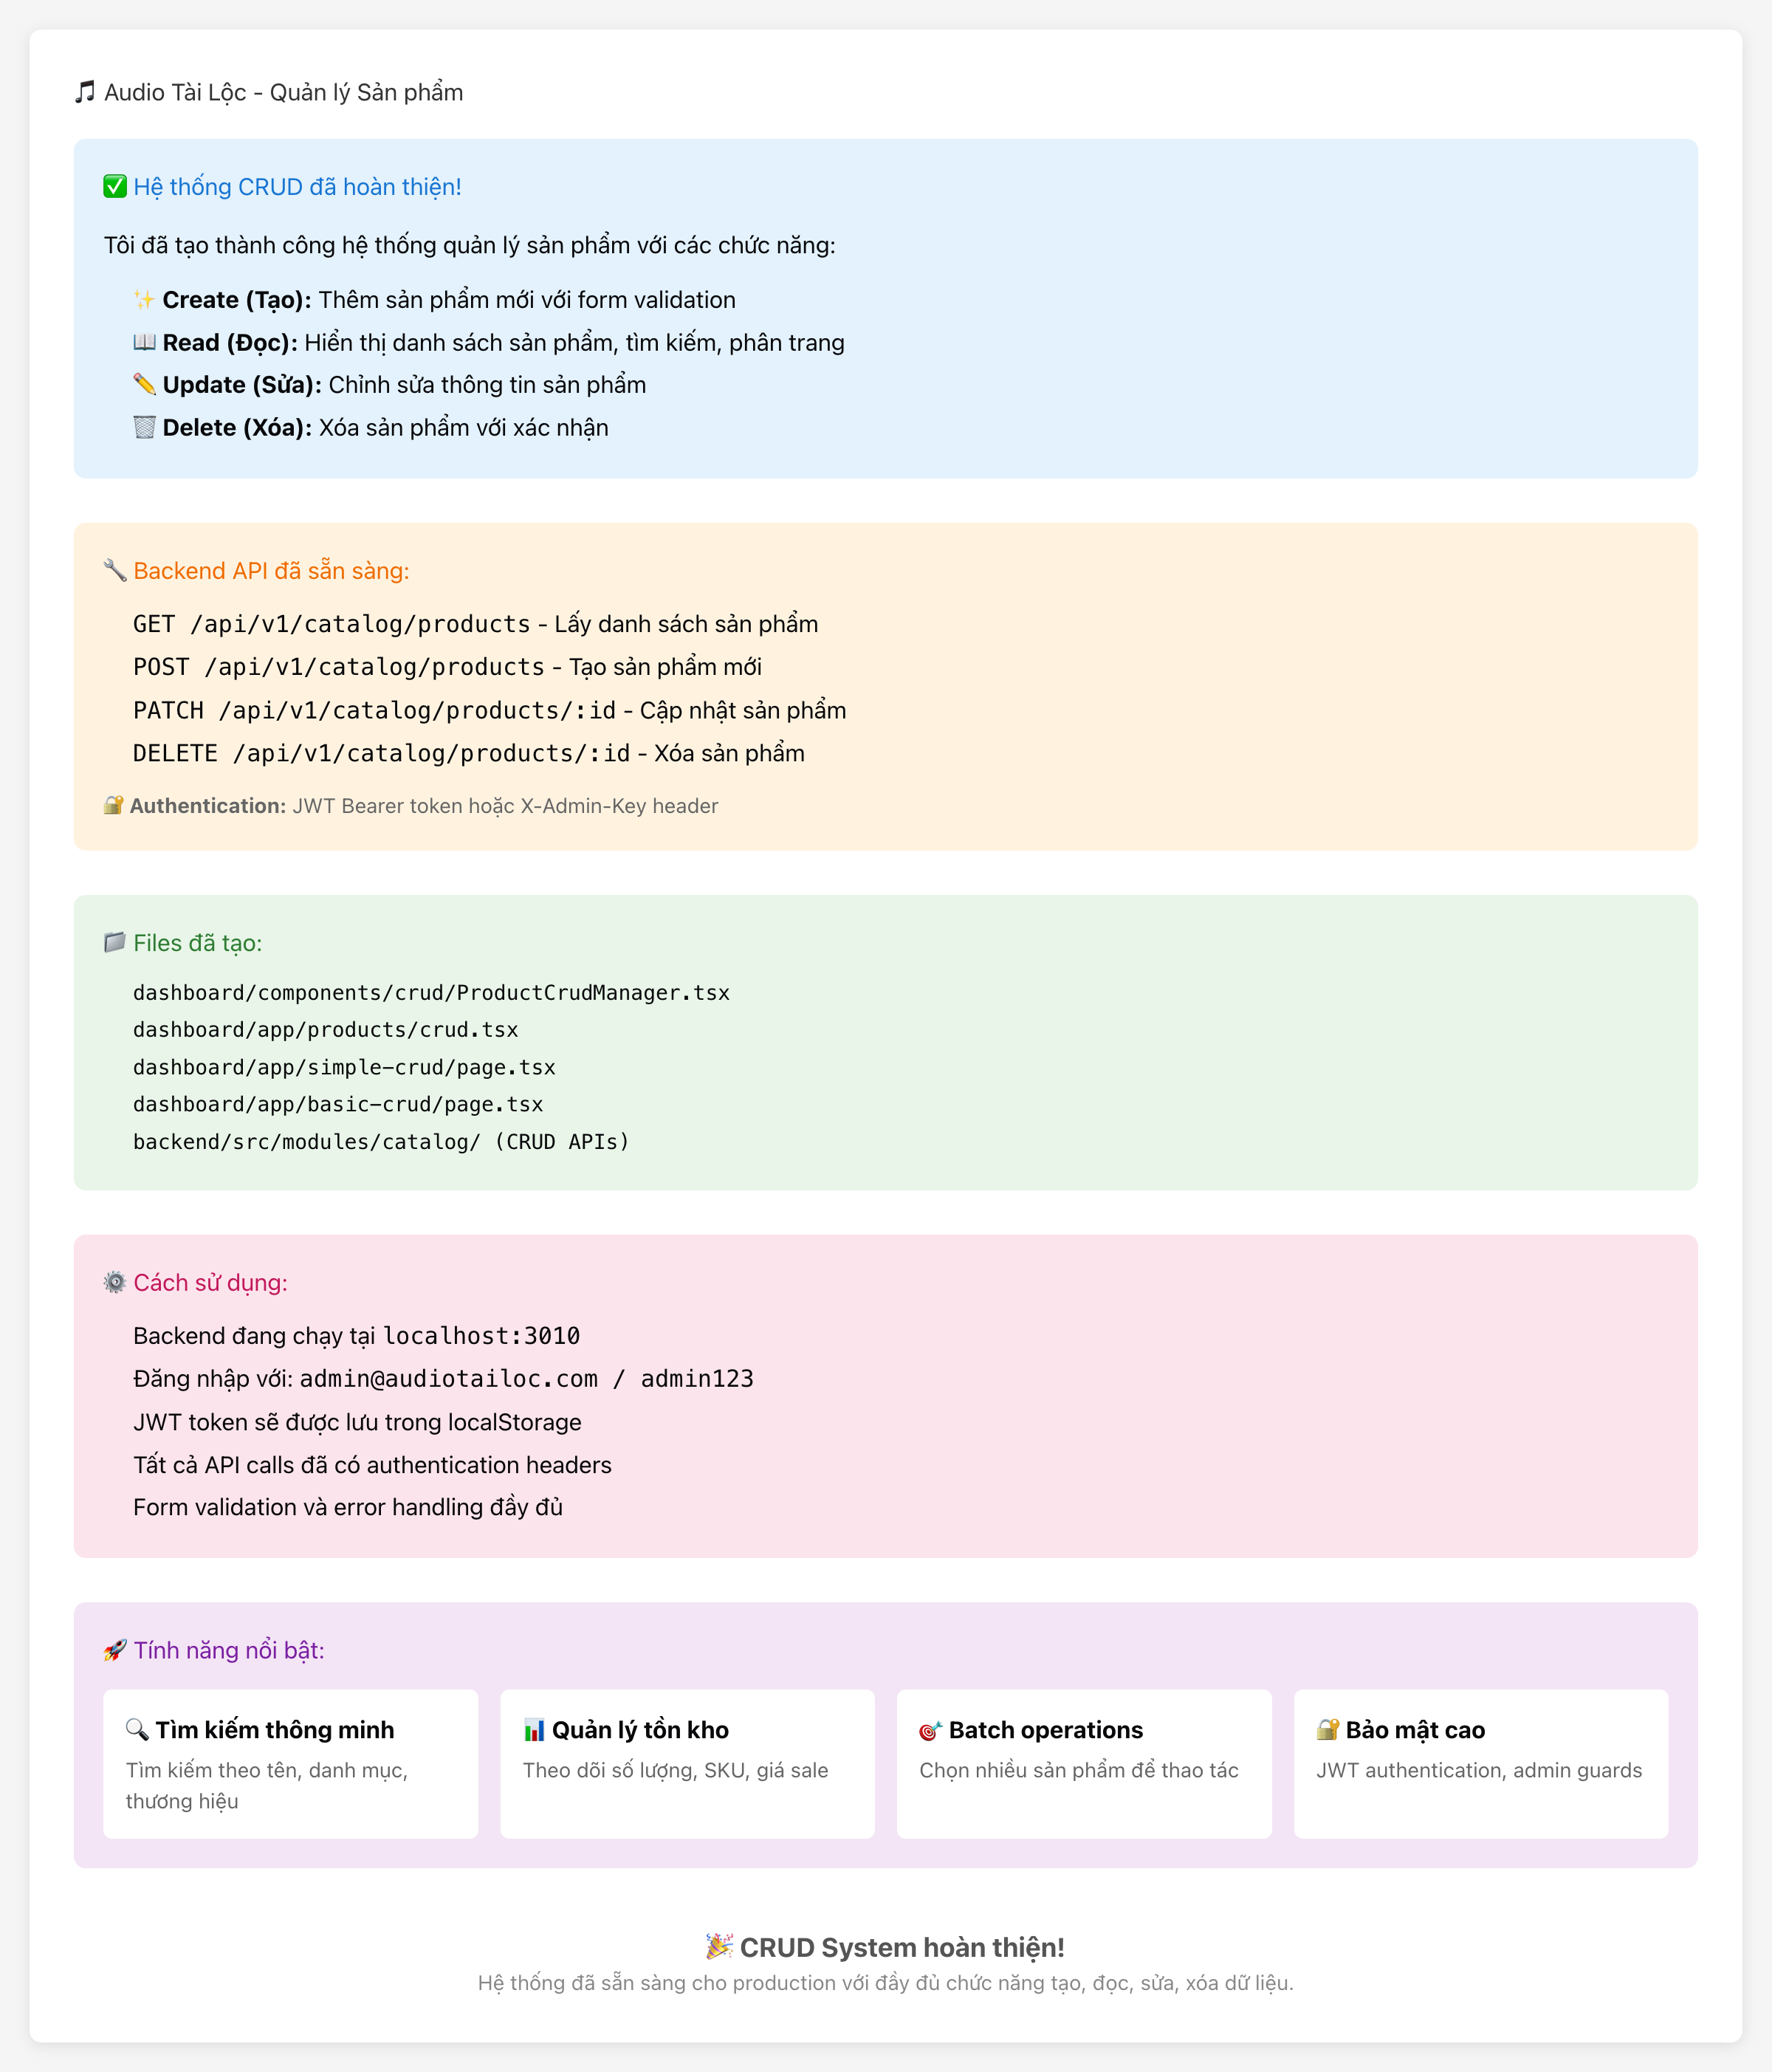 🎵 Audio Tài Lộc - Quản lý Sản phẩm
✅ Hệ thống CRUD đã hoàn thiện!
Tôi đã tạo thành công hệ thống quản lý sản phẩm với các chức năng:
✨ Create (Tạo): Thêm sản phẩm mới với form validation
📖 Read (Đọc): Hiển thị danh sách sản phẩm, tìm kiếm, phân trang
✏️ Update (Sửa): Chỉnh sửa thông tin sản phẩm
🗑️ Delete (Xóa): Xóa sản phẩm với xác nhận
🔧 Backend API đã sẵn sàng:
GET /api/v1/catalog/products - Lấy danh sách sản phẩm
POST /api/v1/catalog/products - Tạo sản phẩm mới
PATCH /api/v1/catalog/products/:id - Cập nhật sản phẩm
DELETE /api/v1/catalog/products/:id - Xóa sản phẩm
🔐 Authentication: JWT Bearer token hoặc X-Admin-Key header
📁 Files đã tạo:
dashboard/components/crud/ProductCrudManager.tsx
dashboard/app/products/crud.tsx
dashboard/app/simple-crud/page.tsx
dashboard/app/basic-crud/page.tsx
backend/src/modules/catalog/ (CRUD APIs)
⚙️ Cách sử dụng:
Backend đang chạy tại localhost:3010
Đăng nhập với: admin@audiotailoc.com / admin123
JWT token sẽ được lưu trong localStorage
Tất cả API calls đã có authentication headers
Form validation và error handling đầy đủ
🚀 Tính năng nổi bật:
🔍 Tìm kiếm thông minh
Tìm kiếm theo tên, danh mục,
thương hiệu
📊 Quản lý tồn kho
Theo dõi số lượng, SKU, giá sale
🎯 Batch operations
Chọn nhiều sản phẩm để thao tác
🔐 Bảo mật cao
JWT authentication, admin guards
🎉 CRUD System hoàn thiện!
Hệ thống đã sẵn sàng cho production với đầy đủ chức năng tạo, đọc, sửa, xóa dữ liệu.